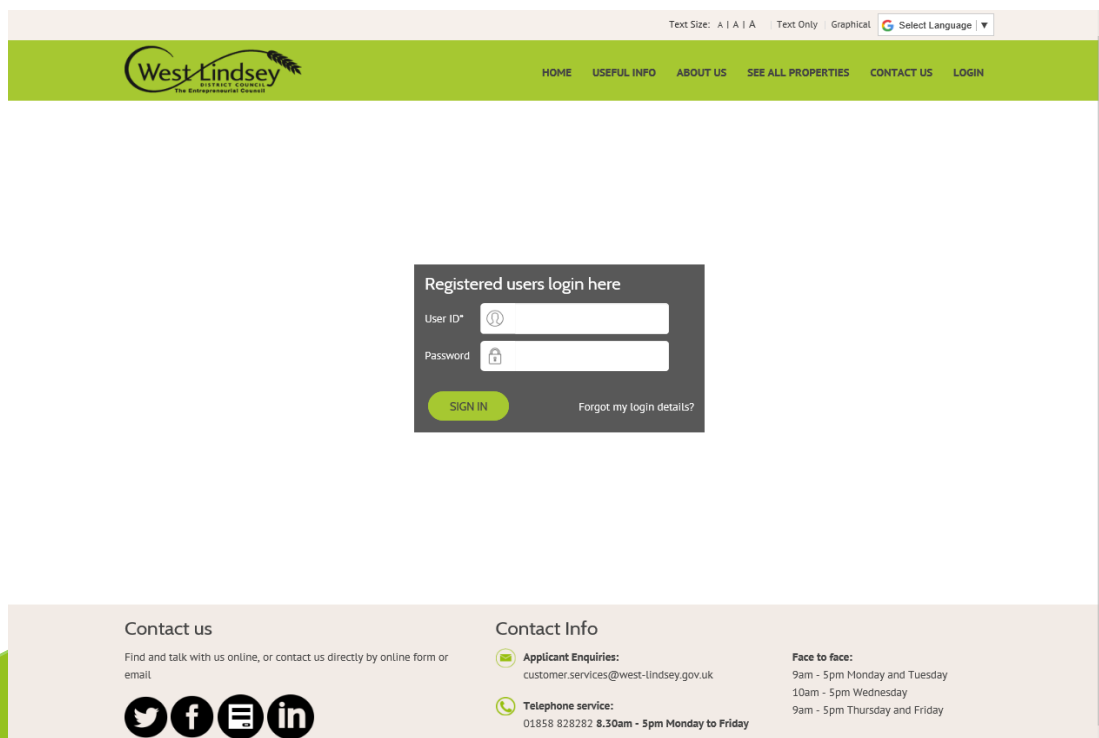 Text Size: A | A | A Text Only Graphical G Select Language ▼
West Lindsey
DISTRICT COUNCIL
The Entrepreneurial Council
HOME USEFUL INFO ABOUT US SEE ALL PROPERTIES CONTACT US LOGIN
Registered users login here
User ID*
Password
SIGN IN Forgot my login details?
Contact us
Find and talk with us online, or contact us directly by online form or
email
Contact Info
Applicant Enquiries:
customer.services@west-lindsey.gov.uk
Telephone service:
01858 828282 8.30am - 5pm Monday to Friday
Face to face:
9am - 5pm Monday and Tuesday
10am - 5pm Wednesday
9am - 5pm Thursday and Friday